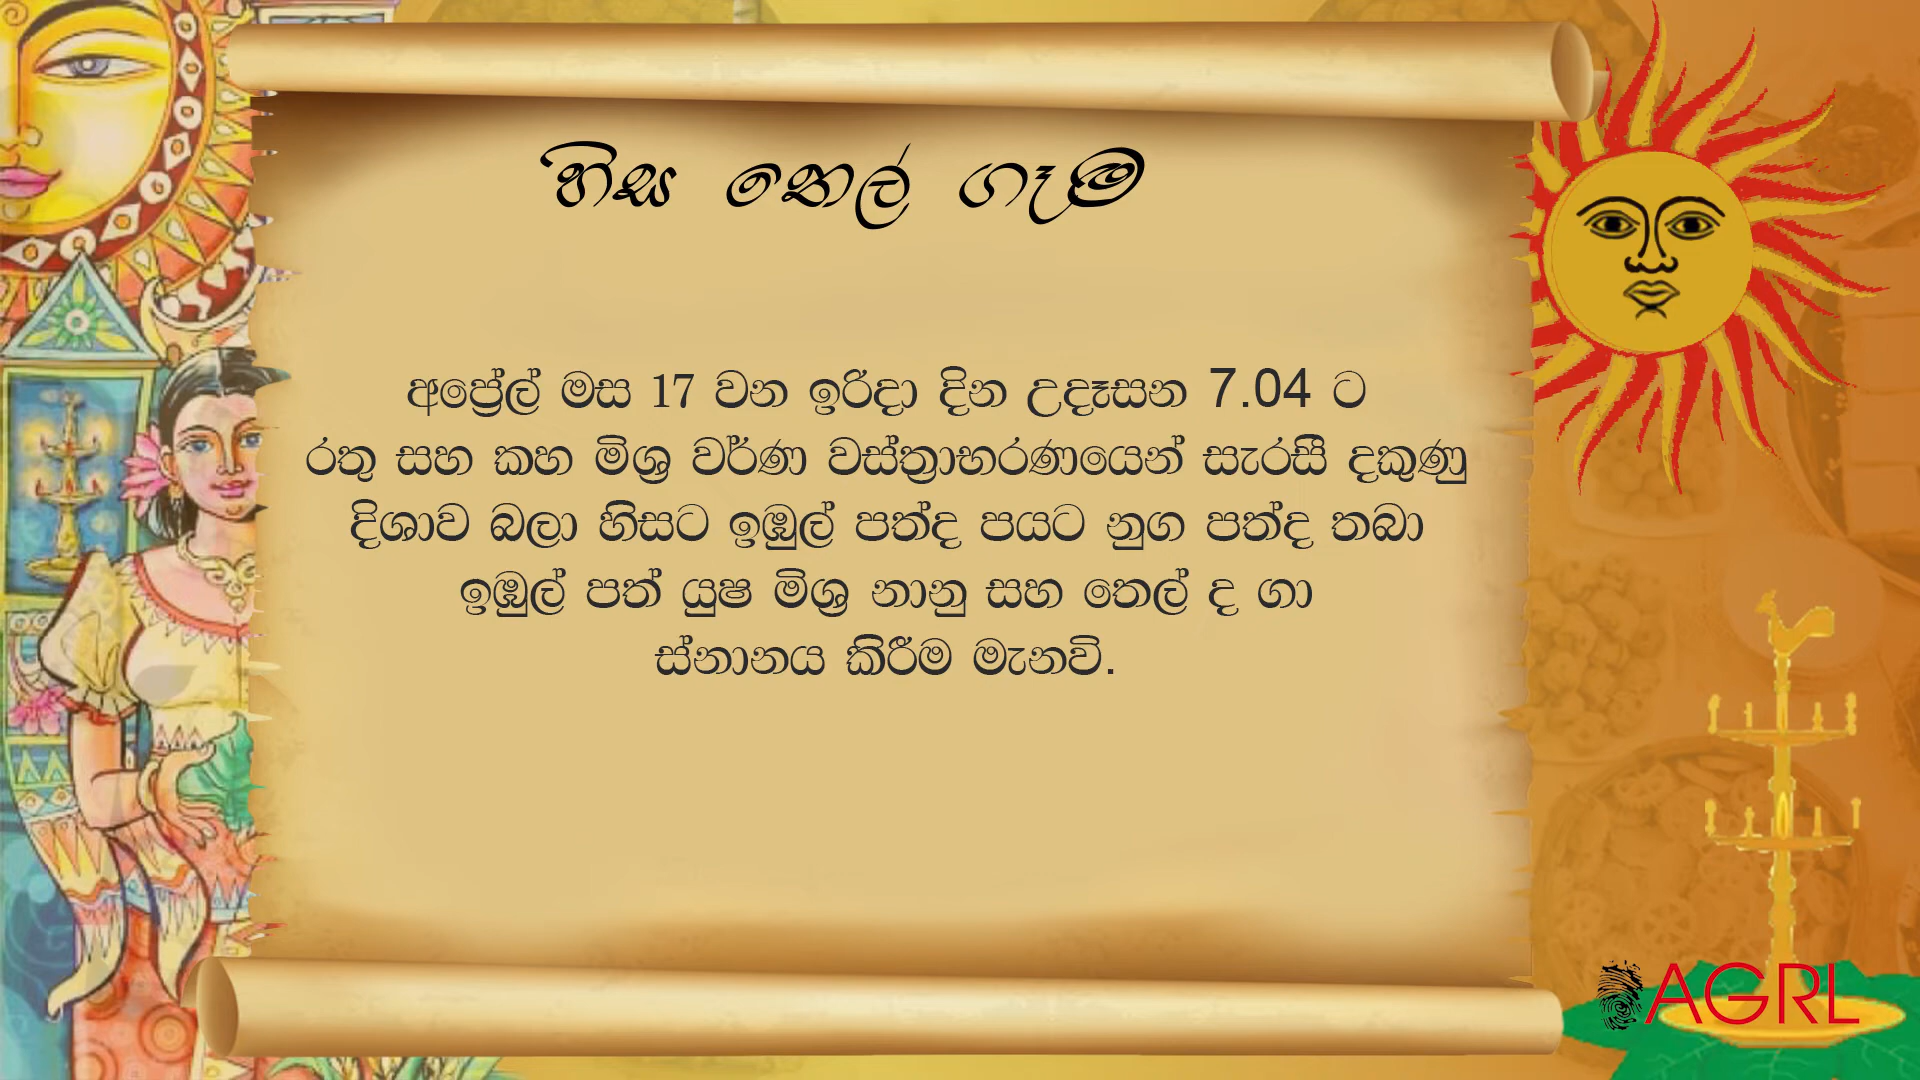 හිස තෙල් ගෑම
අප්‍රේල් මස 17 වන ඉරිදා දින උදෑසන 7.04 ට
රතු සහ කහ මිශ්‍ර වර්ණ වස්ත්‍රාභරණයෙන් සැරසී දකුණු
දිශාව බලා හිසට ඉඹුල් පත්ද පයට නුග පත්ද තබා
ඉඹුල් පත් යුෂ මිශ්‍ර නානු සහ තෙල් ද ගා
ස්නානය කිරීම මැනවි.
AGRL